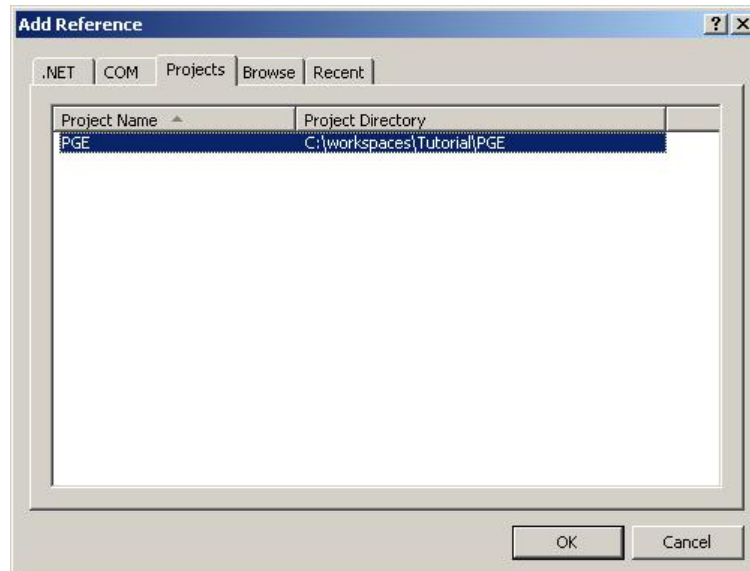 Add Reference
.NET COM Projects Browse Recent
Project Name Project Directory
PGE C:\workspaces\Tutorial\PGE
OK Cancel